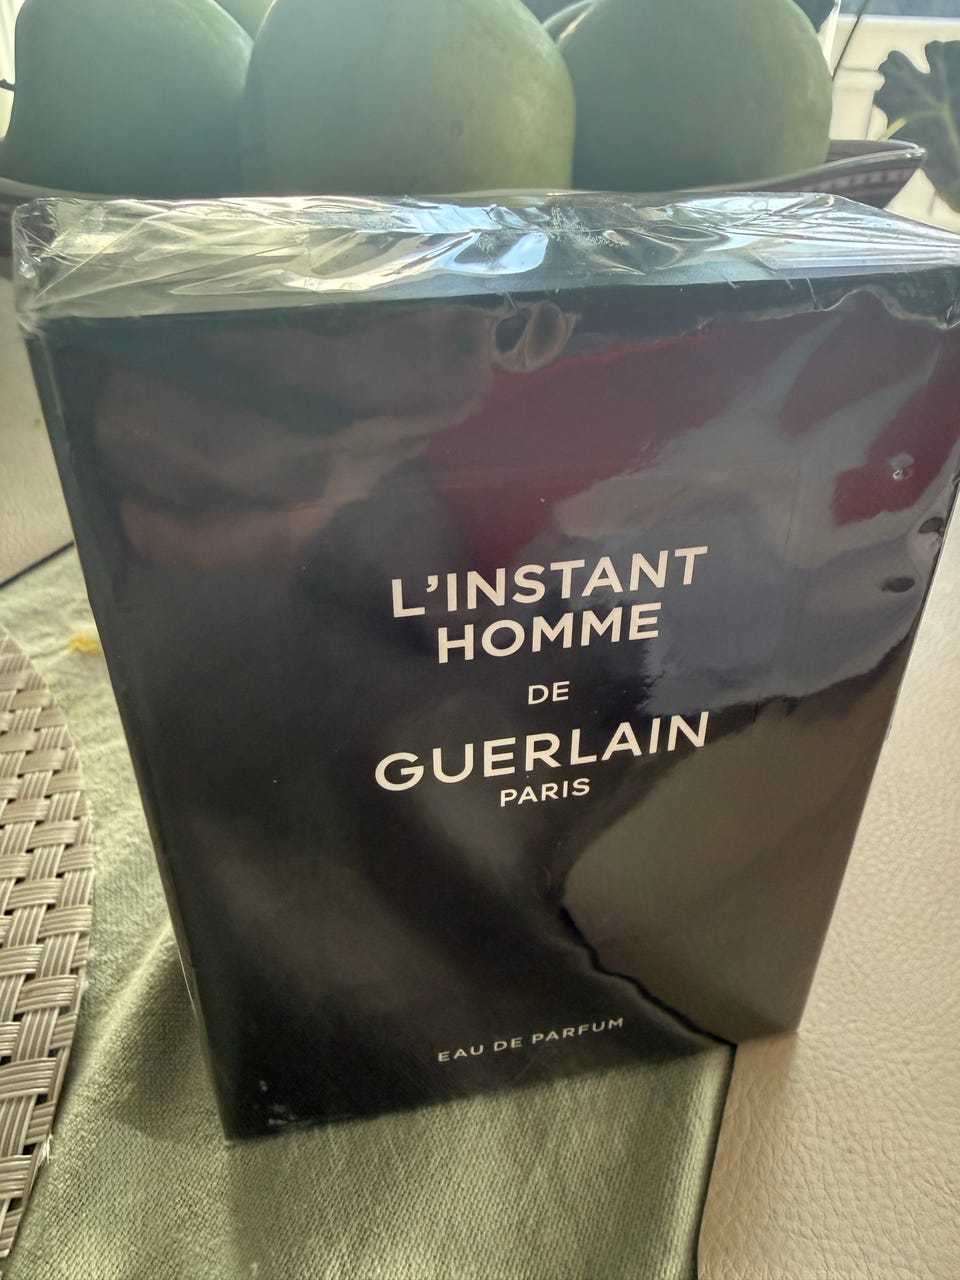 L'INSTANT
HOMME
DE
GUERLAIN
PARIS
EAU DE PARFUM